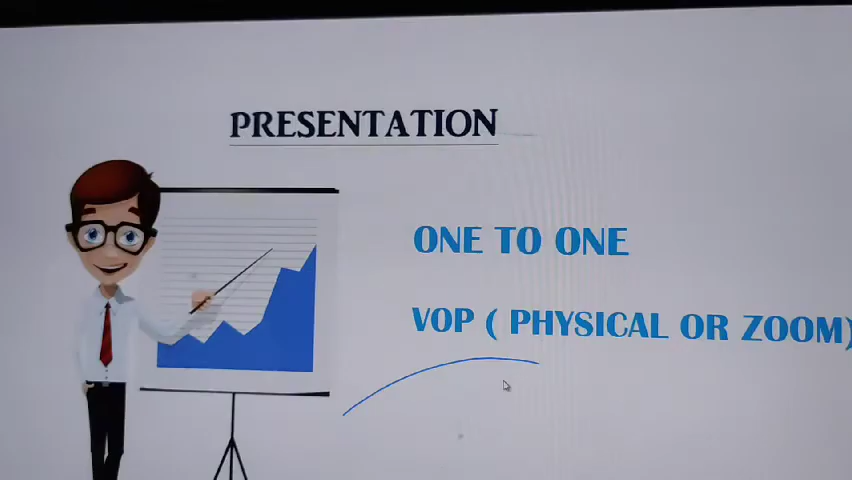 PRESENTATION
ONE TO ONE
VOP ( PHYSICAL OR ZOOM)